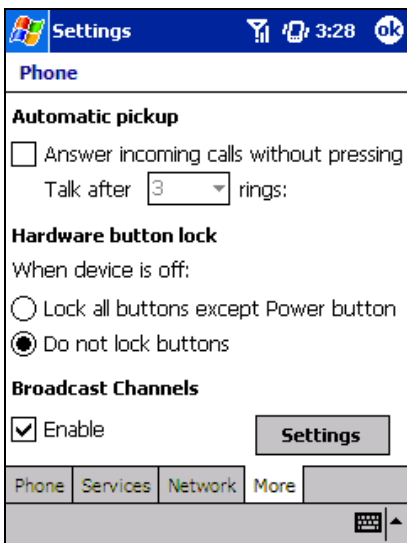 Settings 3:28 ok
Phone
Automatic pickup
Answer incoming calls without pressing
Talk after 3 rings:
Hardware button lock
When device is off:
Lock all buttons except Power button
Do not lock buttons
Broadcast Channels
Enable Settings
Phone Services Network More